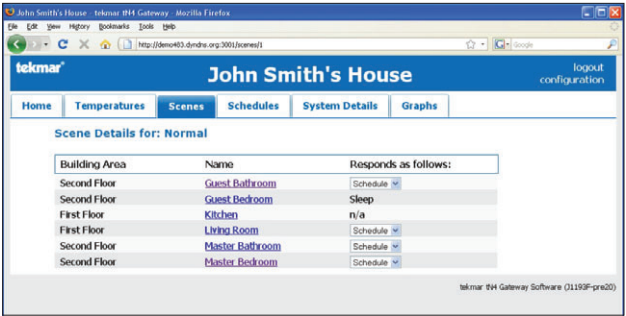 John Smith's House - tekmar tN4 Gateway - Mozilla Firefox
File Edit View History Bookmarks Tools Help
http://demo483.dyndns.org:3001/scenes/1
Google
tekmar
John Smith's House
logout
configuration
Home Temperatures Scenes Schedules System Details Graphs
Scene Details for: Normal
Building Area Name Responds as follows:
Second Floor Guest Bathroom Schedule
Second Floor Guest Bedroom Sleep
First Floor Kitchen n/a
First Floor Living Room Schedule
Second Floor Master Bathroom Schedule
Second Floor Master Bedroom Schedule
tekmar tN4 Gateway Software (J1193F-pre20)